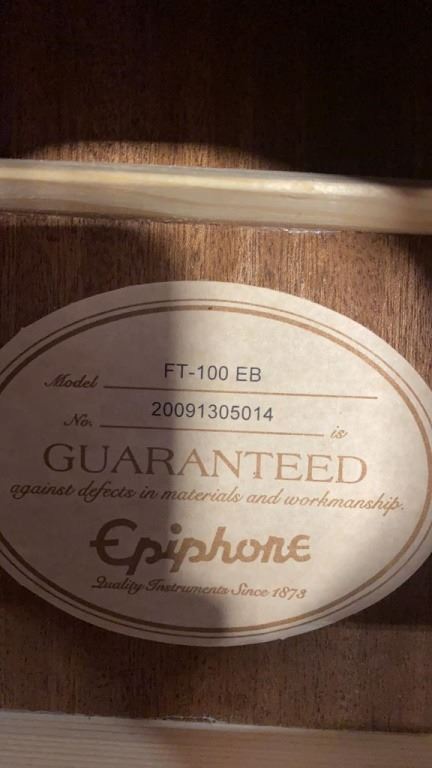 Model FT-100 EB
No. 20091305014 is
GUARANTEED
against defects in materials and workmanship.
Epiphone
Quality Instruments Since 1873